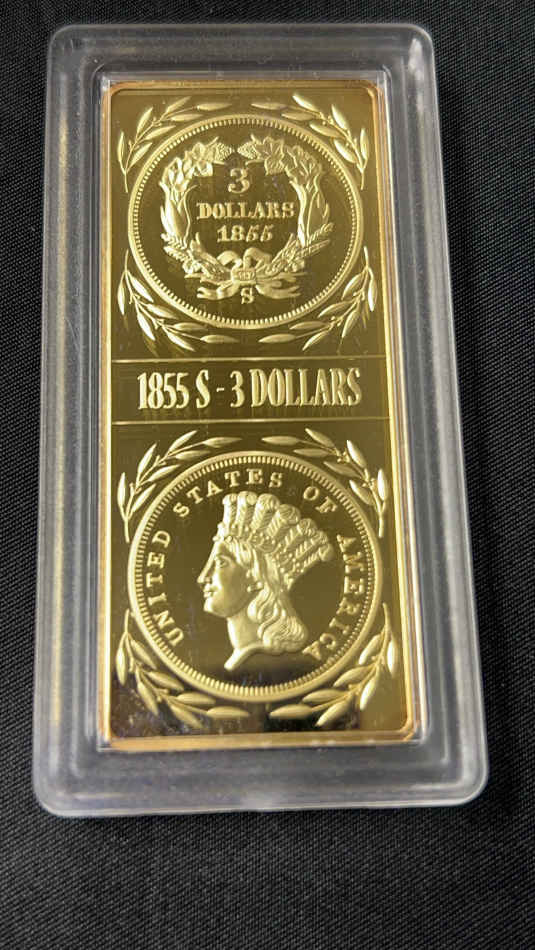 3
DOLLARS
1855
S
1855 S - 3 DOLLARS
UNITED STATES OF AMERICA